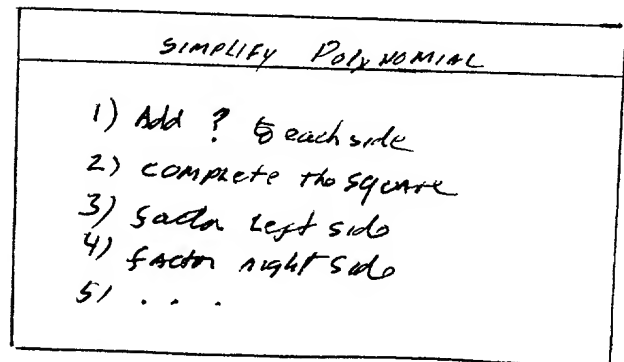 SIMPLIFY POLYNOMIAL
1) Add ? to each side
2) COMPLETE the SQUARE
3) factor Left side
4) factor right side
5) . . .